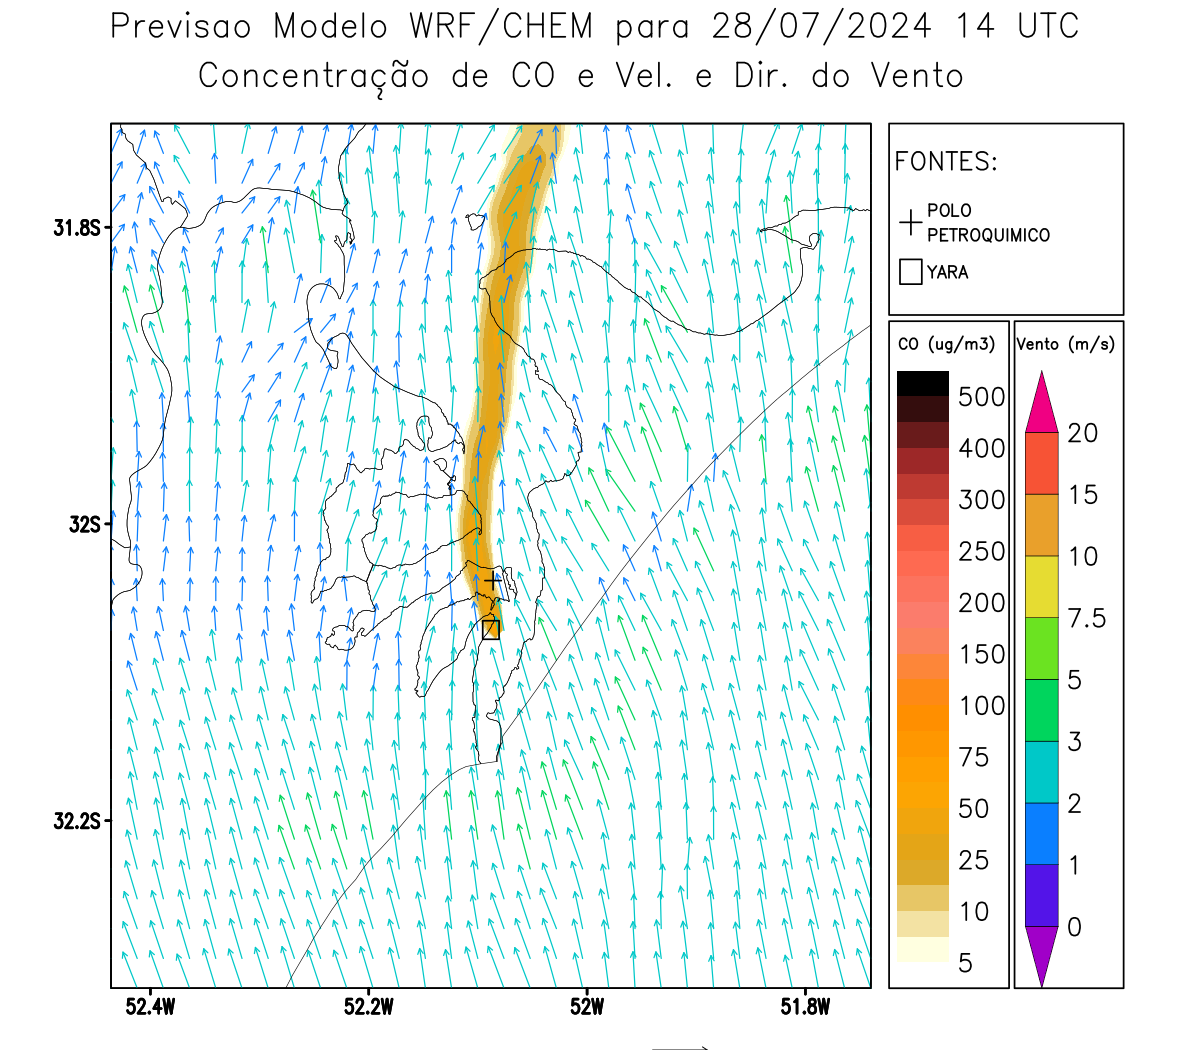 Previsao Modelo WRF/CHEM para 28/07/2024 14 UTC
Concentração de CO e Vel. e Dir. do Vento
FONTES:
POLO
PETROQUIMICO
YARA
CO (ug/m3)
500
400
300
250
200
150
100
75
50
25
10
5
Vento (m/s)
20
15
10
7.5
5
3
2
1
0
31.8S
32S
32.2S
52.4W
52.2W
52W
51.8W